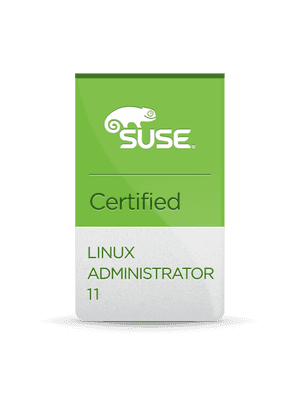 SUSE
Certified
LINUX
ADMINISTRATOR
11